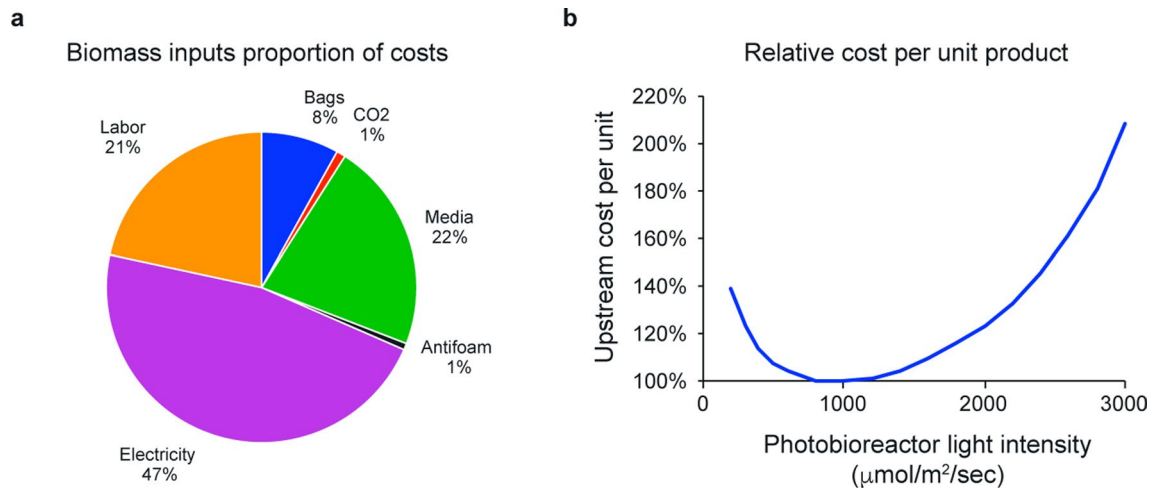 a
Biomass inputs proportion of costs
Bags
8%
CO2
1%
Labor
21%
Media
22%
Antifoam
1%
Electricity
47%
b
Relative cost per unit product
Upstream cost per unit
220%
200%
180%
160%
140%
120%
100%
0
1000
2000
3000
Photobioreactor light intensity
(μmol/m²/sec)